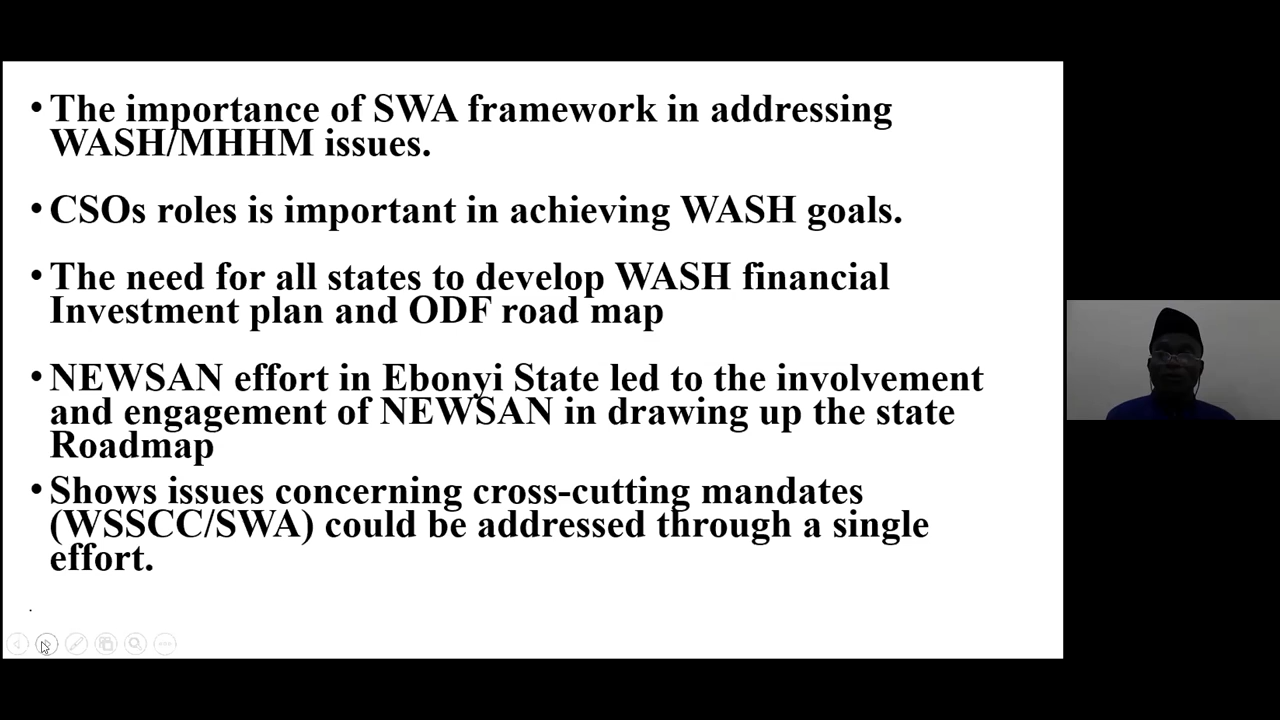 • The importance of SWA framework in addressing
WASH/MHHM issues.
• CSOs roles is important in achieving WASH goals.
• The need for all states to develop WASH financial
Investment plan and ODF road map
• NEWSAN effort in Ebonyi State led to the involvement
and engagement of NEWSAN in drawing up the state
Roadmap
• Shows issues concerning cross-cutting mandates
(WSSCC/SWA) could be addressed through a single
effort.
.